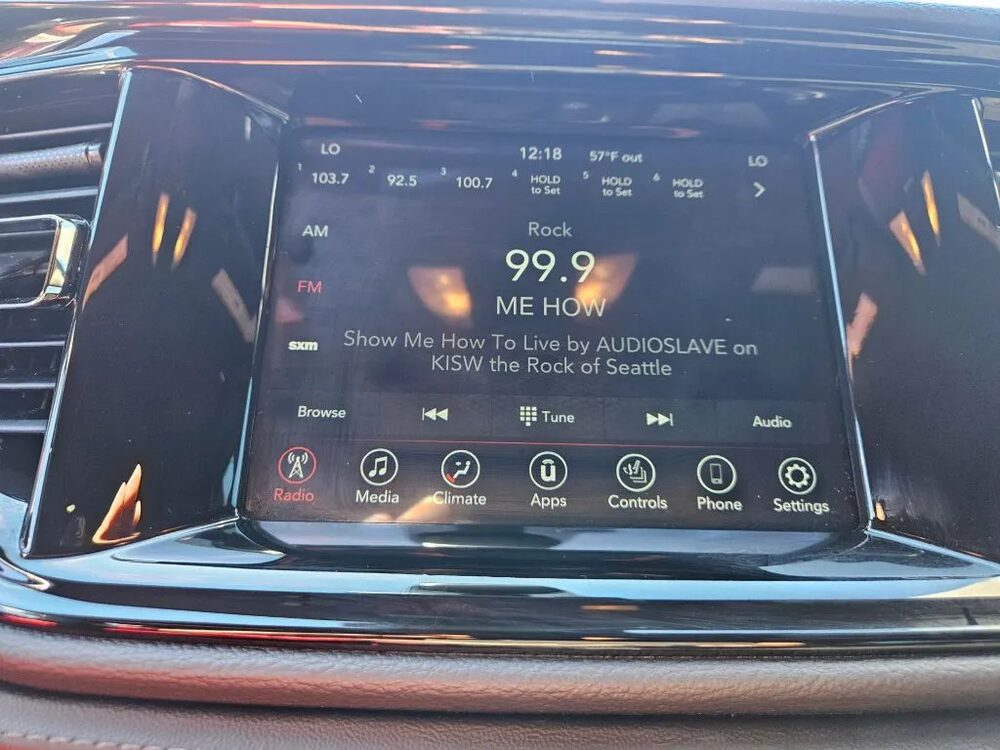 LO 12:18 57°F out LO
1 103.7 2 92.5 3 100.7 4 HOLD to Set 5 HOLD to Set 6 HOLD to Set
AM
Rock
99.9
FM
ME HOW
sxm
Show Me How To Live by AUDIOSLAVE on
KISW the Rock of Seattle
Browse Tune Audio
Radio Media Climate Apps Controls Phone Settings